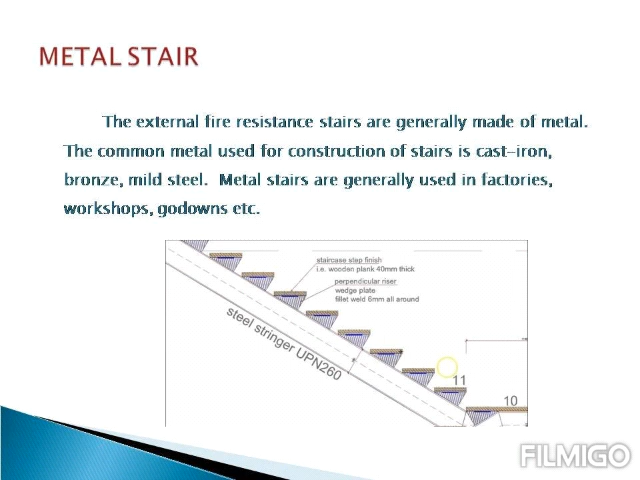 METAL STAIR
The external fire resistance stairs are generally made of metal.
The common metal used for construction of stairs is cast-iron,
bronze, mild steel. Metal stairs are generally used in factories,
workshops, godowns etc.
staircase step finish
i.e. wooden plank 40mm thick
perpendicular riser
wedge plate
fillet weld 6mm all around
steel stringer UPN260
11
10
FILMIGO